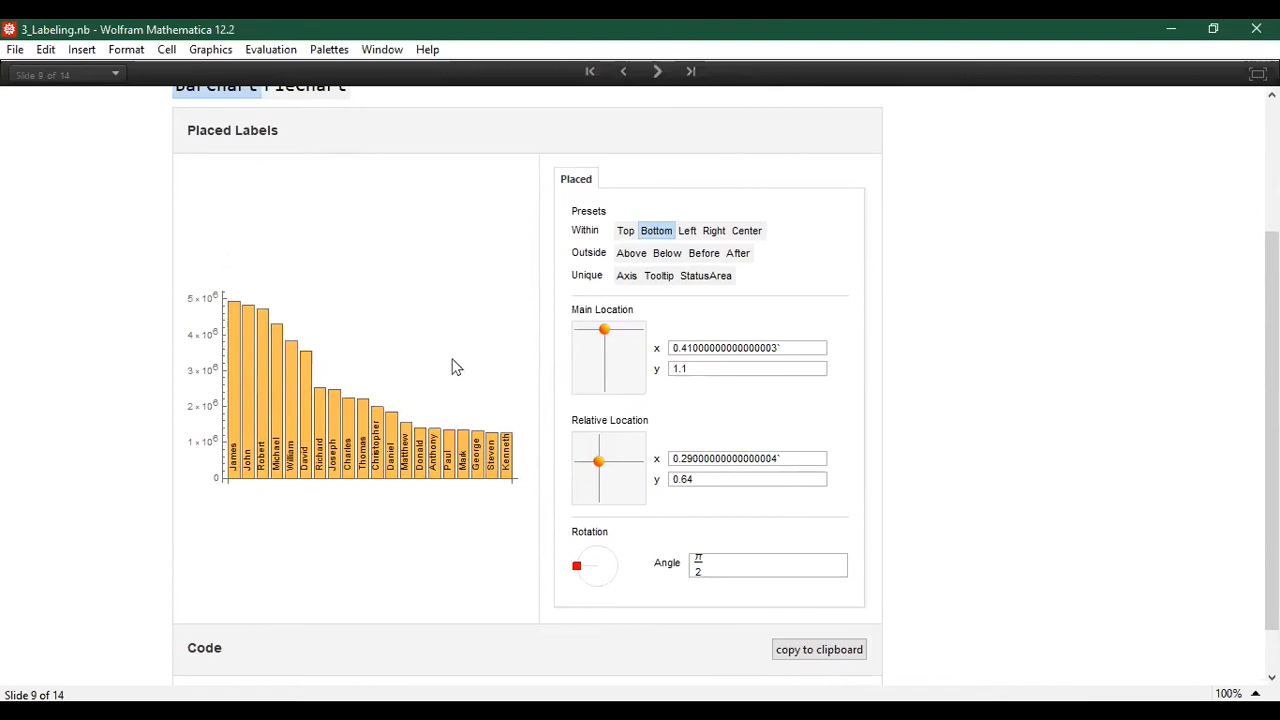 3_Labeling.nb - Wolfram Mathematica 12.2
File Edit Insert Format Cell Graphics Evaluation Palettes Window Help
Slide 9 of 14
BarChart PieChart
Placed Labels
Placed
Presets
Within Top Bottom Left Right Center
Outside Above Below Before After
Unique Axis Tooltip StatusArea
Main Location
x 0.41000000000000003`
y 1.1
Relative Location
x 0.29000000000000004`
y 0.64
Rotation
Angle π
2
5 × 10⁶
4 × 10⁶
3 × 10⁶
2 × 10⁶
1 × 10⁶
0
James
John
Robert
Michael
William
David
Richard
Joseph
Charles
Thomas
Christopher
Daniel
Matthew
Donald
Anthony
Paul
Mark
George
Steven
Kenneth
Code
copy to clipboard
Slide 9 of 14
100%